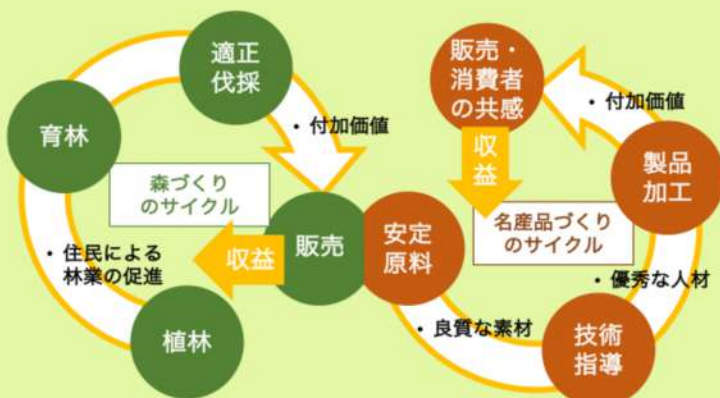 適正
伐採
・付加価値
育林
森づくり
のサイクル
・住民による
林業の促進
収益
販売
植林
販売・
消費者
の共感
収
益
・付加価値
製品
加工
名産品づくり
のサイクル
安定
原料
・優秀な人材
・良質な素材
技術
指導